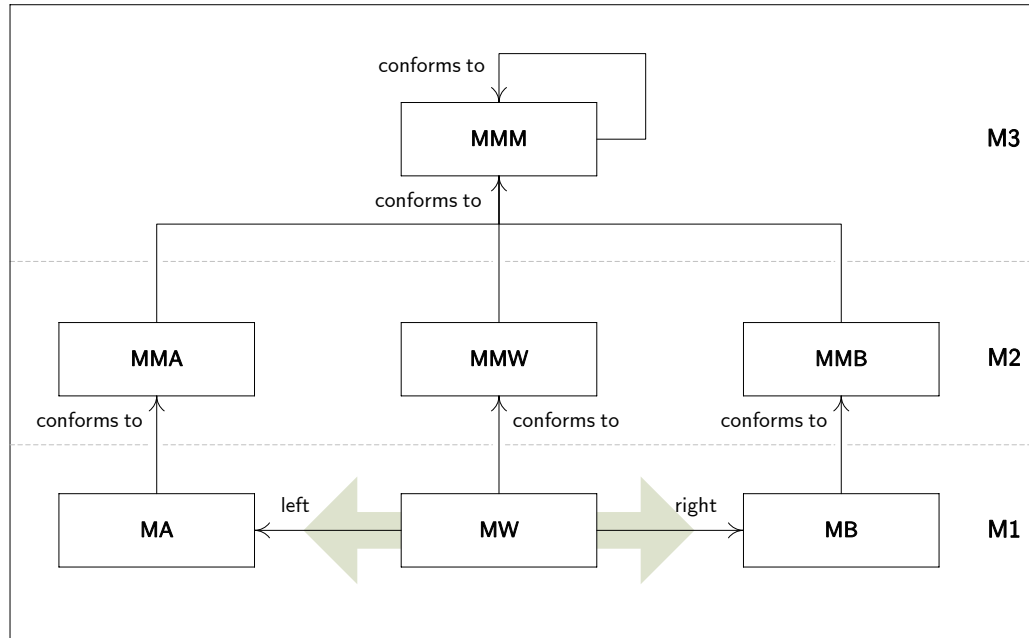 conforms to
MMM
M3
conforms to
MMA
MMW
MMB
M2
conforms to
conforms to
conforms to
left
right
MA
MW
MB
M1